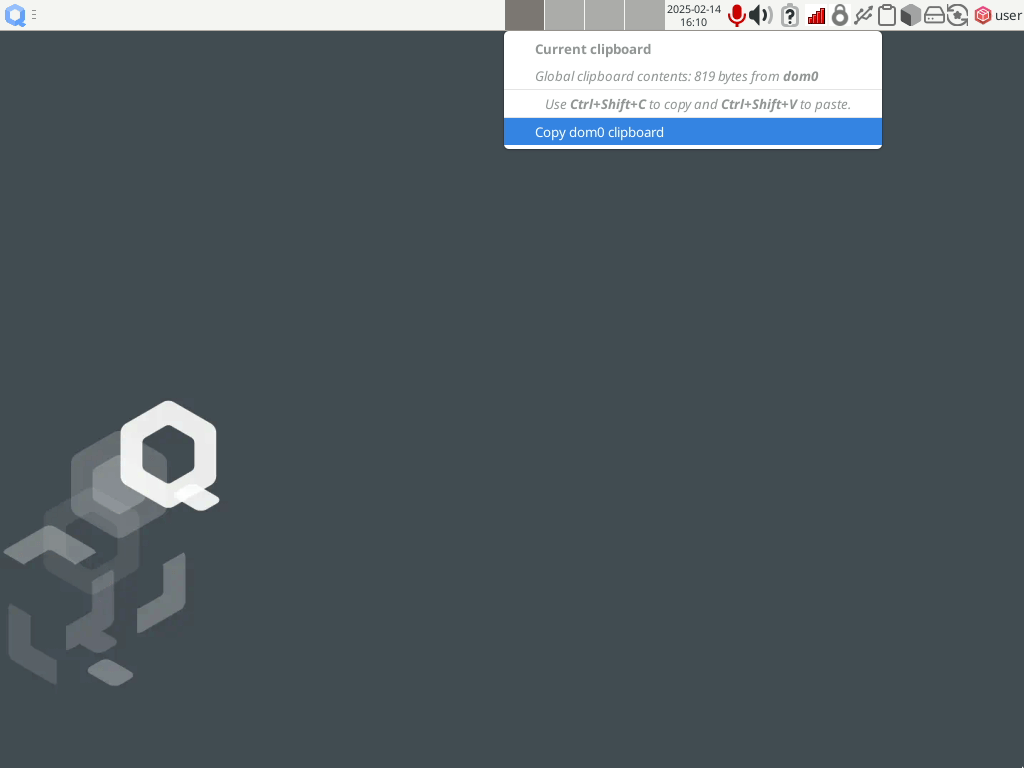 2025-02-14
16:10
?
user
Current clipboard
Global clipboard contents: 819 bytes from dom0
Use Ctrl+Shift+C to copy and Ctrl+Shift+V to paste.
Copy dom0 clipboard